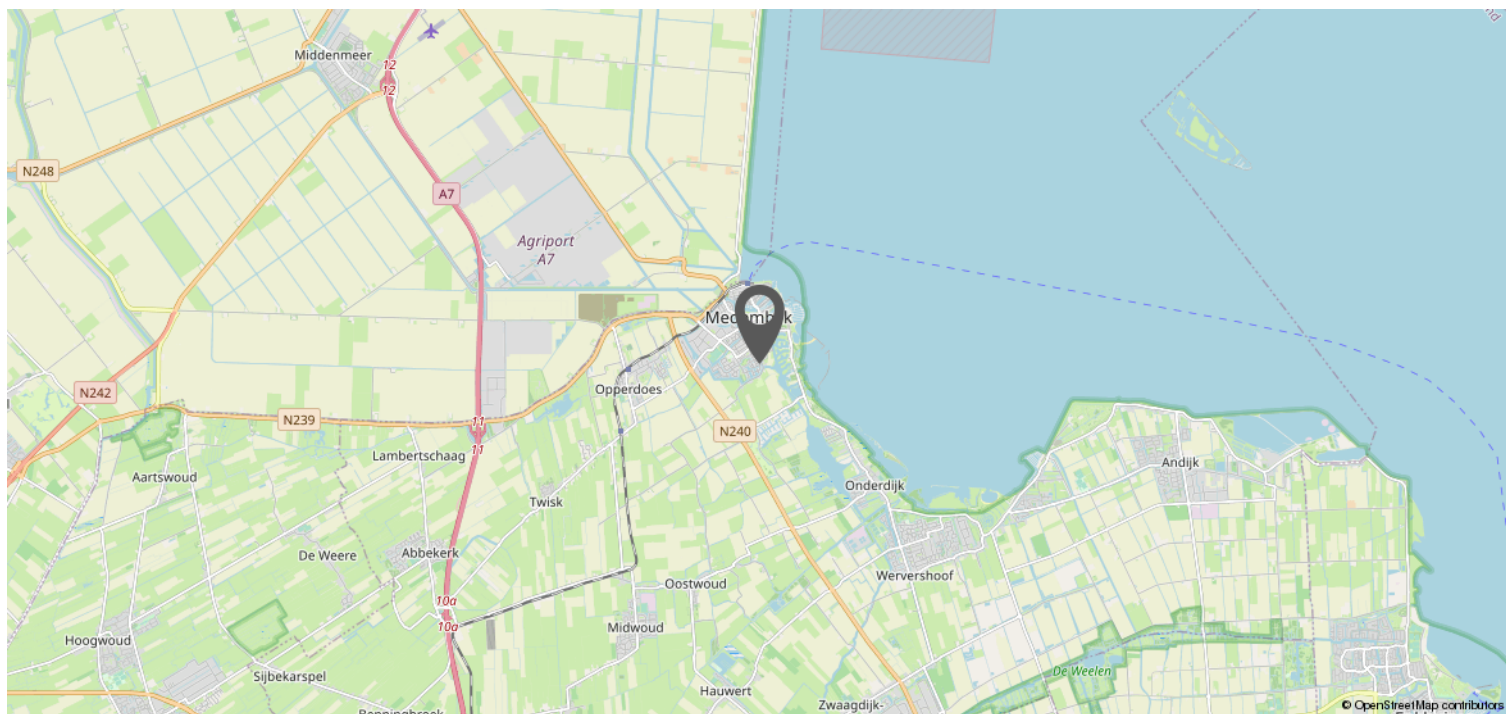 Middenmeer
12
12
N248
A7
Agriport
A7
Medemblik
Opperdoes
N242
N239
11
11
N240
Lambertschaag
Aartswoud
Andijk
Onderdijk
Twisk
De Weere
Abbekerk
Wervershoof
Oostwoud
10a
10a
Midwoud
Hoogwoud
Sijbekarspel
De Weelen
Hauwert
Zwaagdijk-
© OpenStreetMap contributors